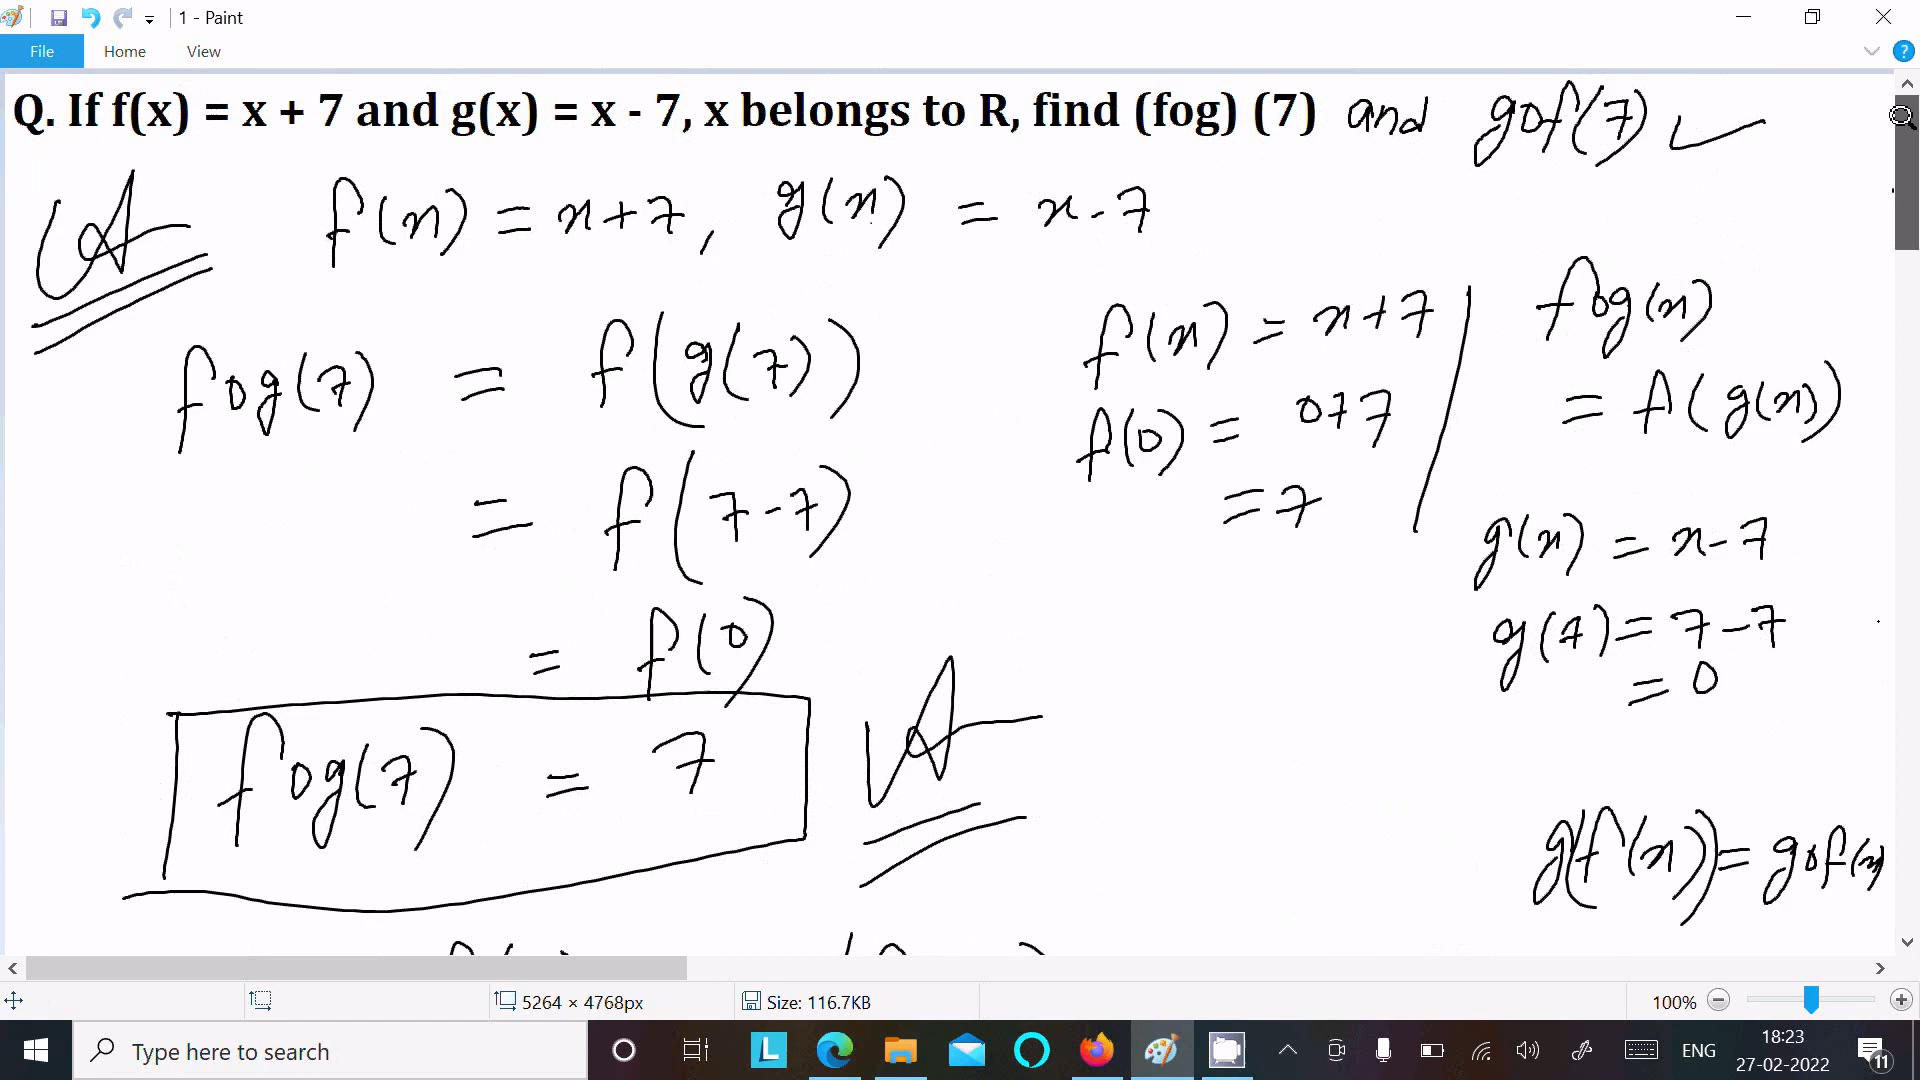 1 - Paint
File Home View
Q. If f(x) = x + 7 and g(x) = x - 7, x belongs to R, find (fog) (7) and gof(7)
f(x) = x+7, g(x) = x-7
fog(7) = f(g(7))
= f(7-7)
= f(0)
fog(7) = 7
f(x) = x+7
f(0) = 0+7
=7
fog(x)
= f(g(x))
g(x) = x-7
g(7) = 7-7
= 0
g(f(x)) = gof(x)
5264 × 4768px Size: 116.7KB 100%
Type here to search
L
ENG
18:23
27-02-2022
11